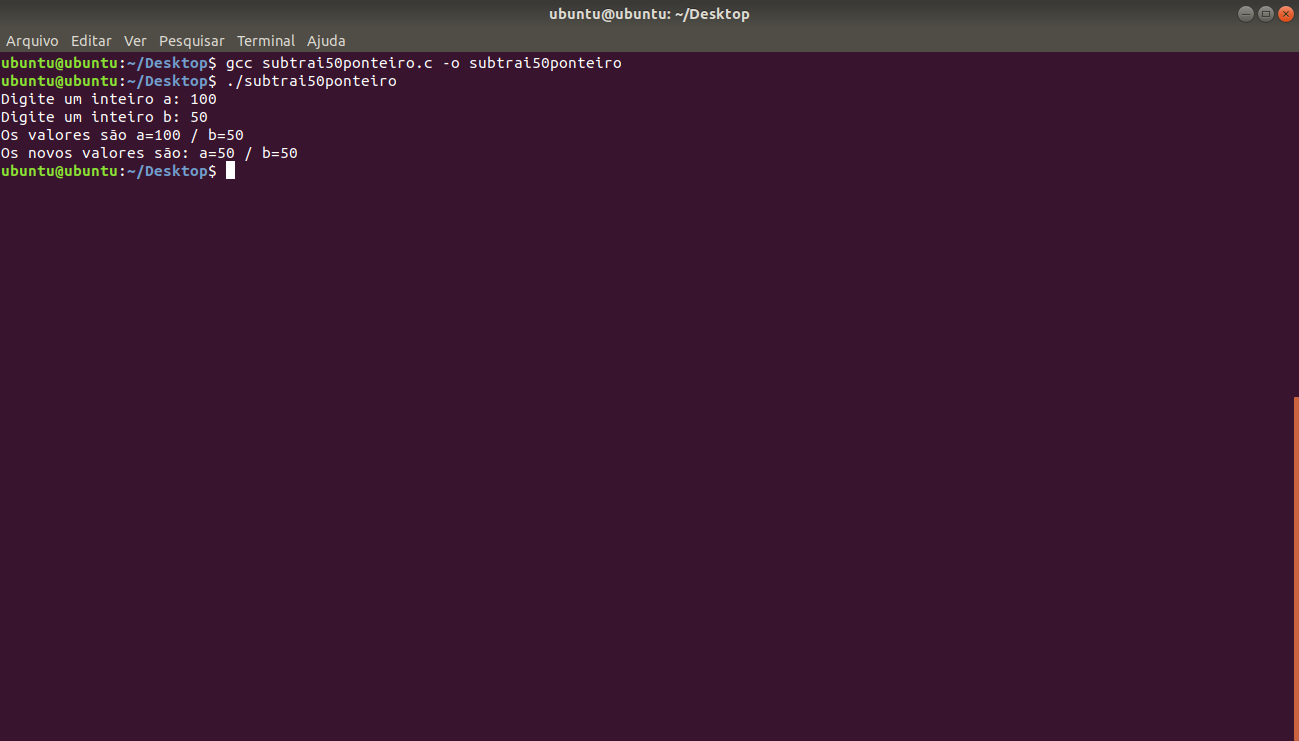 ubuntu@ubuntu: ~/Desktop
Arquivo Editar Ver Pesquisar Terminal Ajuda
ubuntu@ubuntu:~/Desktop$ gcc subtrai50ponteiro.c -o subtrai50ponteiro
ubuntu@ubuntu:~/Desktop$ ./subtrai50ponteiro
Digite um inteiro a: 100
Digite um inteiro b: 50
Os valores são a=100 / b=50
Os novos valores são: a=50 / b=50
ubuntu@ubuntu:~/Desktop$